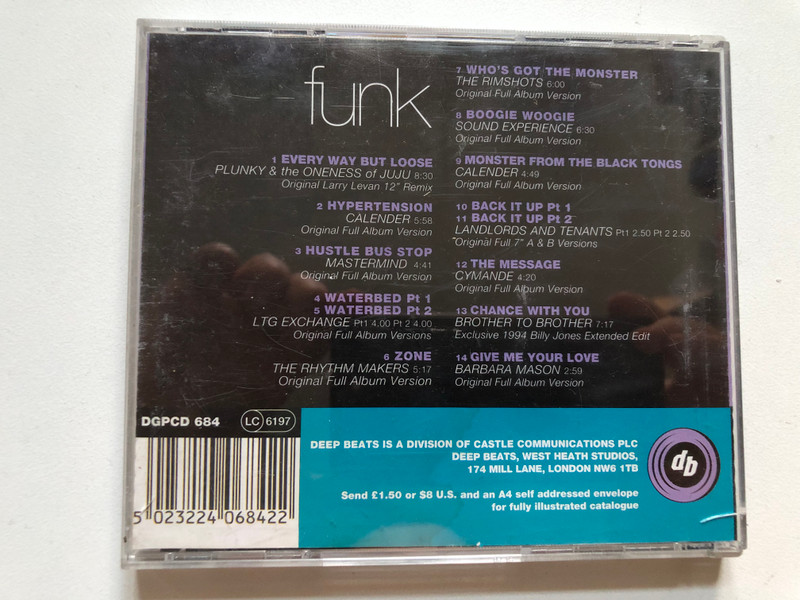 funk
1 EVERY WAY BUT LOOSE
PLUNKY & the ONENESS of JUJU 8:30
Original Larry Levan 12" Remix
2 HYPERTENSION
CALENDER 5:58
Original Full Album Version
3 HUSTLE BUS STOP
MASTERMIND 4:41
Original Full Album Version
4 WATERBED Pt 1
5 WATERBED Pt 2
LTG EXCHANGE Pt1 4.00 Pt 2 4.00
Original Full Album Versions
6 ZONE
THE RHYTHM MAKERS 5:17
Original Full Album Version
7 WHO'S GOT THE MONSTER
THE RIMSHOTS 6:00
Original Full Album Version
8 BOOGIE WOOGIE
SOUND EXPERIENCE 6:30
Original Full Album Version
9 MONSTER FROM THE BLACK TONGS
CALENDER 4:49
Original Full Album Version
10 BACK IT UP Pt 1
11 BACK IT UP Pt 2
LANDLORDS AND TENANTS Pt1 2.50 Pt 2 2.50
Original Full 7" A & B Versions
12 THE MESSAGE
CYMANDE 4:20
Original Full Album Version
13 CHANCE WITH YOU
BROTHER TO BROTHER 7:17
Exclusive 1994 Billy Jones Extended Edit
14 GIVE ME YOUR LOVE
BARBARA MASON 2:59
Original Full Album Version
DGPCD 684
LC 6197
5 023224 068422
DEEP BEATS IS A DIVISION OF CASTLE COMMUNICATIONS PLC
DEEP BEATS, WEST HEATH STUDIOS,
174 MILL LANE, LONDON NW6 1TB
Send £1.50 or $8 U.S. and an A4 self addressed envelope
for fully illustrated catalogue
db